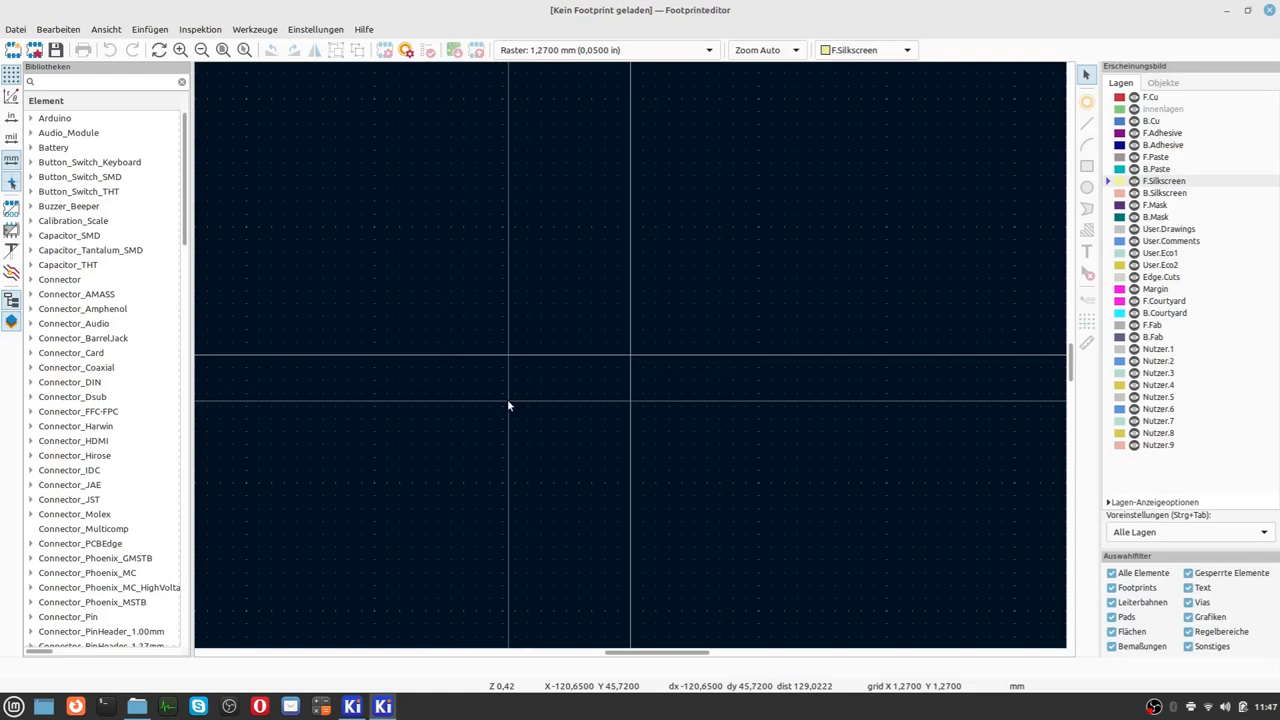 [Kein Footprint geladen] — Footprinteditor
Datei Bearbeiten Ansicht Einfügen Inspektion Werkzeuge Einstellungen Hilfe
Raster: 1,2700 mm (0,0500 in) Zoom Auto F.Silkscreen
Bibliotheken
Element
Arduino
Audio_Module
Battery
Button_Switch_Keyboard
Button_Switch_SMD
Button_Switch_THT
Buzzer_Beeper
Calibration_Scale
Capacitor_SMD
Capacitor_Tantalum_SMD
Capacitor_THT
Connector
Connector_AMASS
Connector_Amphenol
Connector_Audio
Connector_BarrelJack
Connector_Card
Connector_Coaxial
Connector_DIN
Connector_Dsub
Connector_FFC-FPC
Connector_Harwin
Connector_HDMI
Connector_Hirose
Connector_IDC
Connector_JAE
Connector_JST
Connector_Molex
Connector_Multicomp
Connector_PCBEdge
Connector_Phoenix_GMSTB
Connector_Phoenix_MC
Connector_Phoenix_MC_HighVolta
Connector_Phoenix_MSTB
Connector_Pin
Connector_PinHeader_1.00mm
Connector_PinHeader_1.27mm
in
mil
mm
Erscheinungsbild
Lagen Objekte
F.Cu
Innenlagen
B.Cu
F.Adhesive
B.Adhesive
F.Paste
B.Paste
F.Silkscreen
B.Silkscreen
F.Mask
B.Mask
User.Drawings
User.Comments
User.Eco1
User.Eco2
Edge.Cuts
Margin
F.Courtyard
B.Courtyard
F.Fab
B.Fab
Nutzer.1
Nutzer.2
Nutzer.3
Nutzer.4
Nutzer.5
Nutzer.6
Nutzer.7
Nutzer.8
Nutzer.9
Lagen-Anzeigeoptionen
Voreinstellungen (Strg+Tab):
Alle Lagen
Auswahlfilter
Alle Elemente Gesperrte Elemente
Footprints Text
Leiterbahnen Vias
Pads Grafiken
Flächen Regelbereiche
Bemaßungen Sonstiges
Z 0,42 X -120,6500 Y 45,7200 dx -120,6500 dy 45,7200 dist 129,0222 grid X 1,2700 Y 1,2700 mm
Ki Ki 11:47